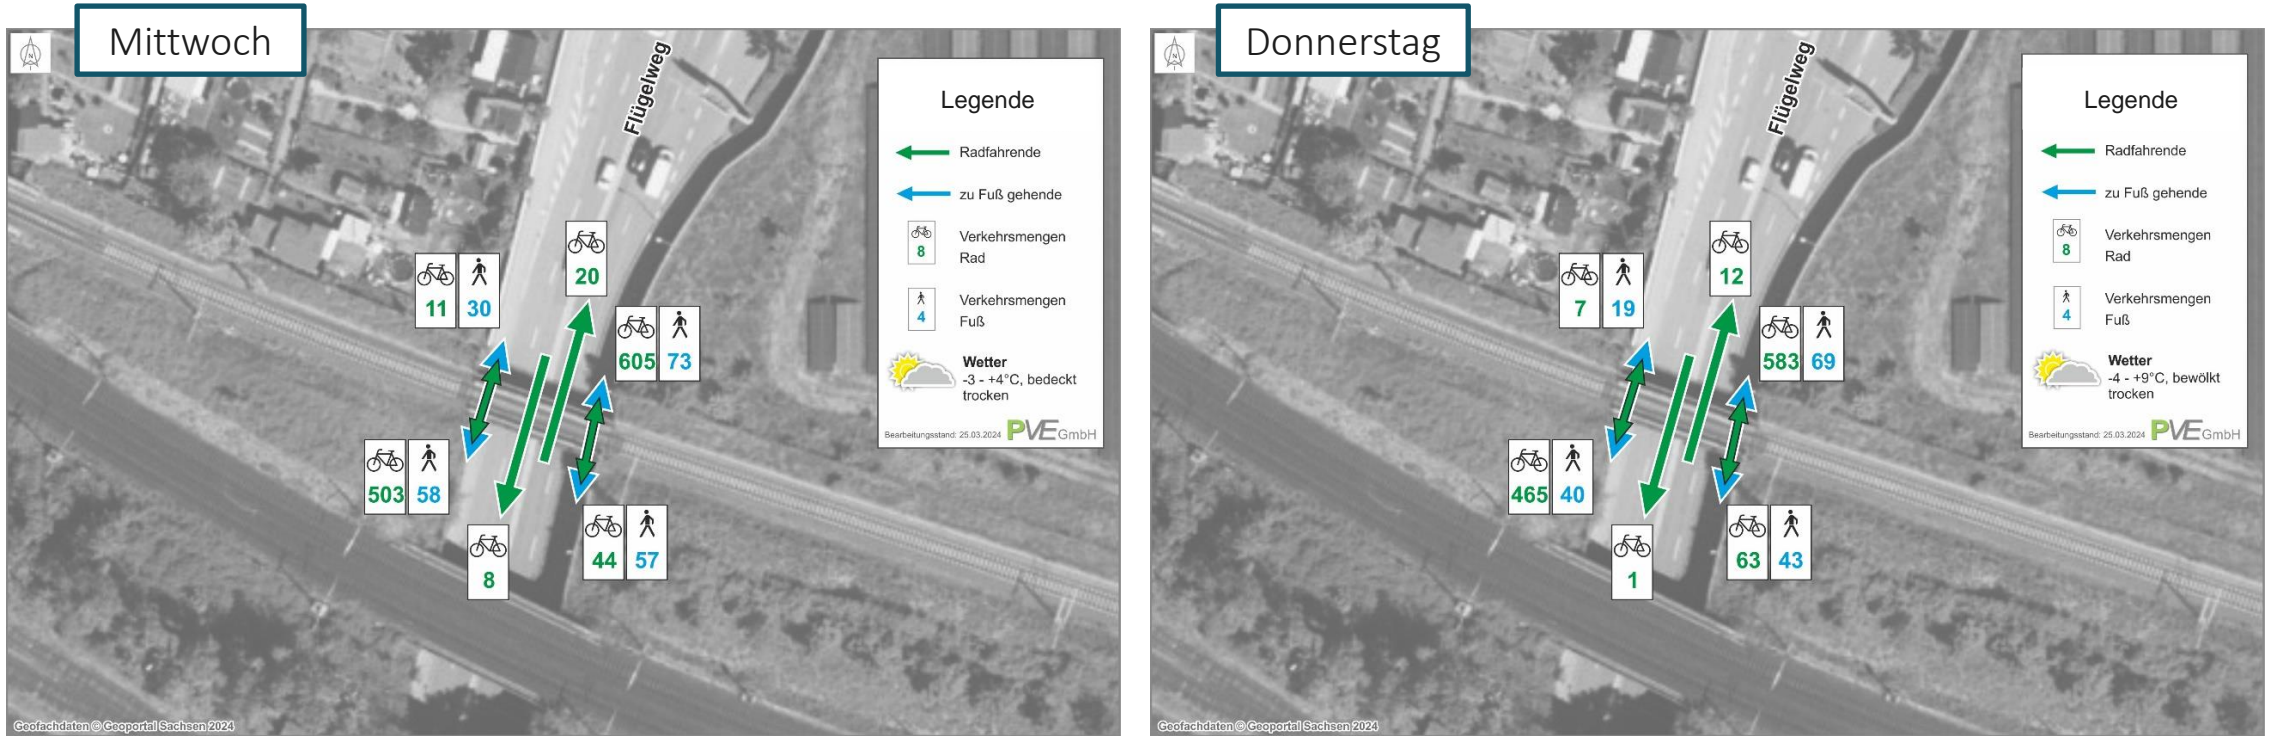 Mittwoch
N
Flügelweg
Legende
Radfahrende
zu Fuß gehende
8
Verkehrsmengen
Rad
4
Verkehrsmengen
Fuß
Wetter
-3 - +4°C, bedeckt
trocken
Bearbeitungsstand: 25.03.2024 PVE GmbH
20
11 30
605 73
503 58
44 57
8
Geofachdaten © Geoportal Sachsen 2024
Donnerstag
N
Flügelweg
Legende
Radfahrende
zu Fuß gehende
8
Verkehrsmengen
Rad
4
Verkehrsmengen
Fuß
Wetter
-4 - +9°C, bewölkt
trocken
Bearbeitungsstand: 25.03.2024 PVE GmbH
12
7 19
583 69
465 40
63 43
1
Geofachdaten © Geoportal Sachsen 2024